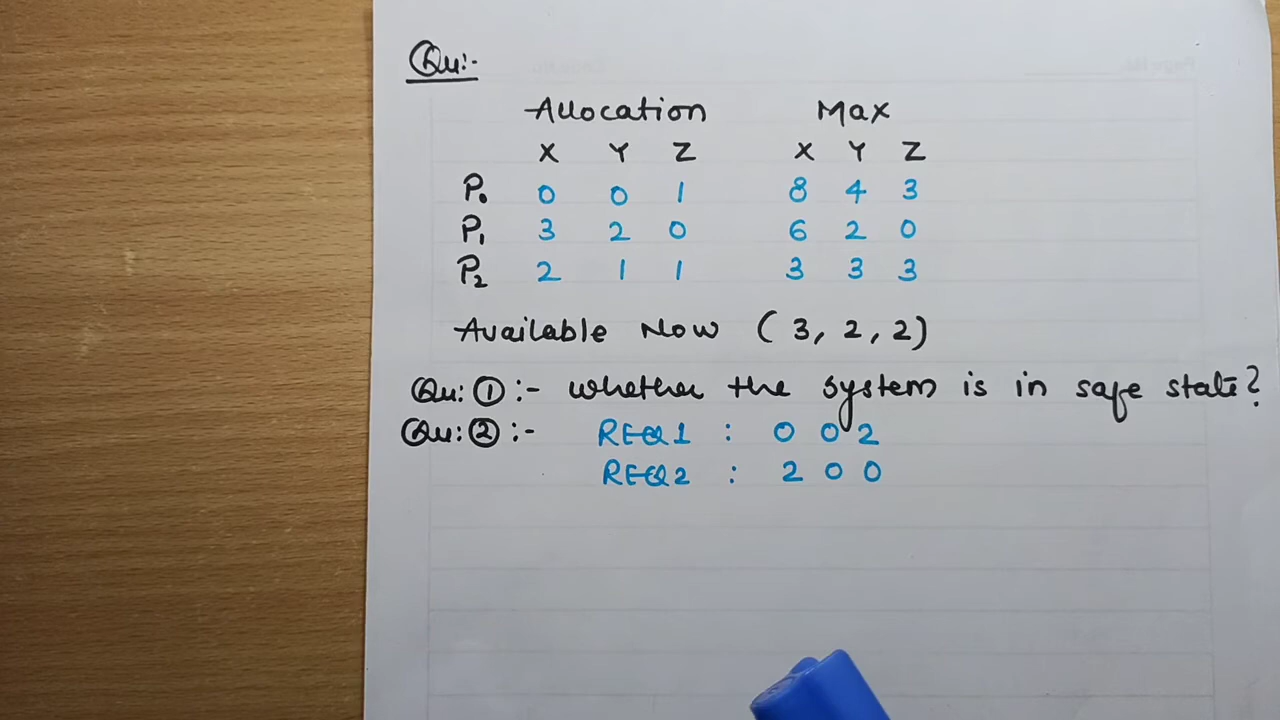 Qu:-
Allocation Max
X Y Z X Y Z
P0 0 0 1 8 4 3
P1 3 2 0 6 2 0
P2 2 1 1 3 3 3
Available Now (3, 2, 2)
Qu: ① :- whether the system is in safe state?
Qu: ② :- REQ1 : 0 0 2
REQ2 : 2 0 0